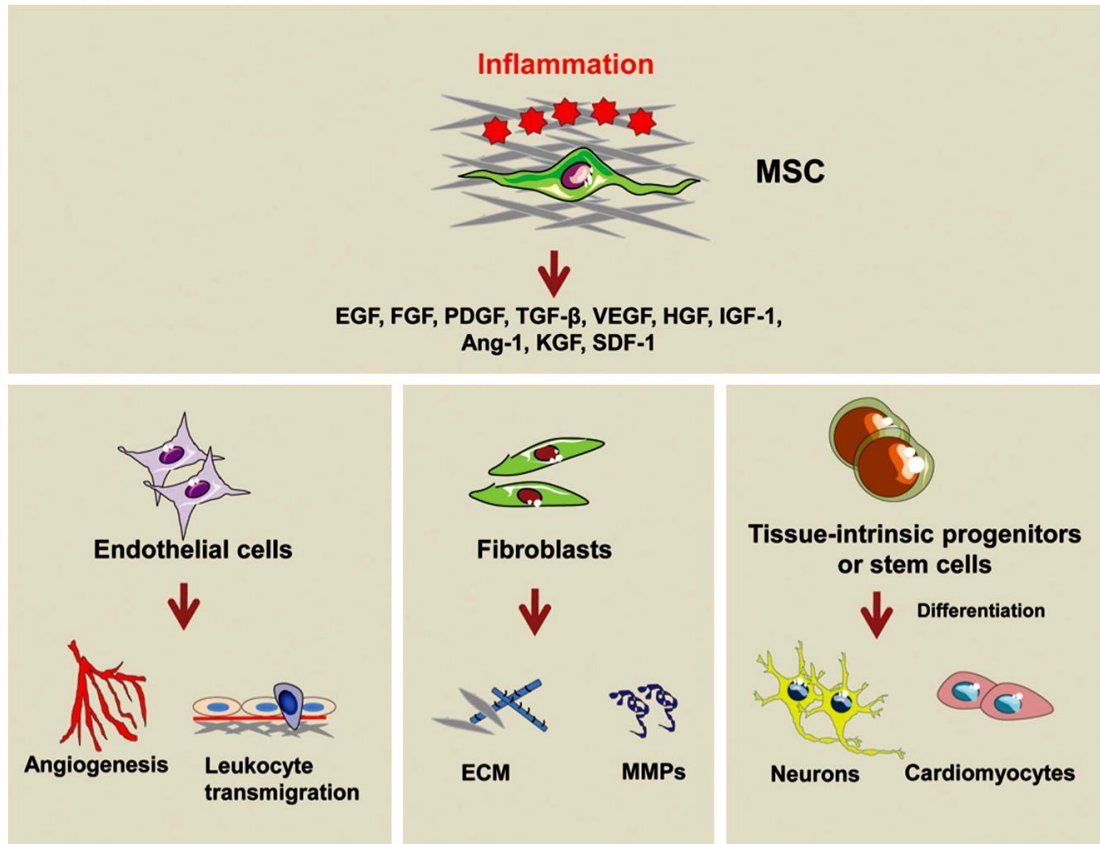 Inflammation
MSC
EGF, FGF, PDGF, TGF-β, VEGF, HGF, IGF-1,
Ang-1, KGF, SDF-1
Endothelial cells
Angiogenesis
Leukocyte
transmigration
Fibroblasts
ECM
MMPs
Tissue-intrinsic progenitors
or stem cells
Differentiation
Neurons
Cardiomyocytes